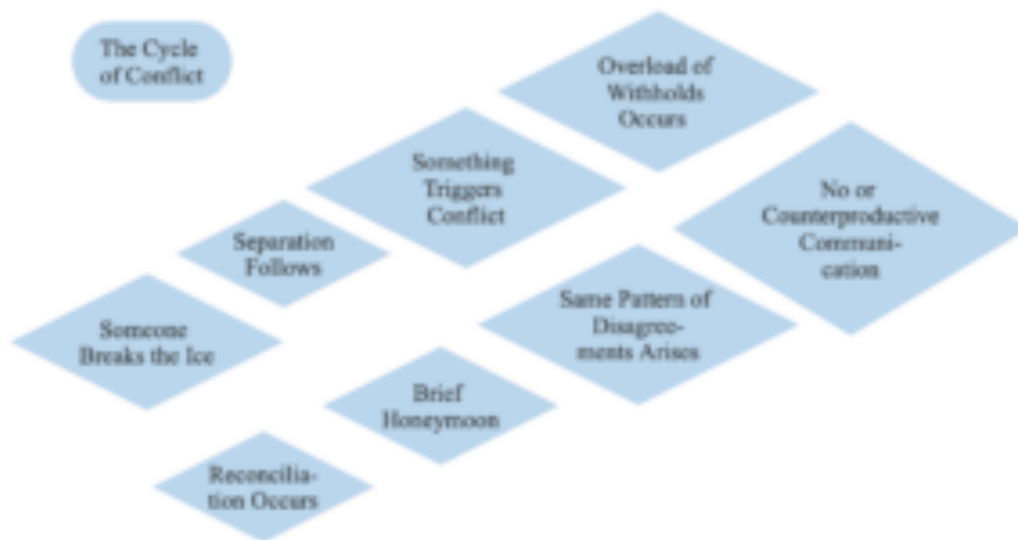 The Cycle
of Conflict
Overload of
Withholds
Occurs
Something
Triggers
Conflict
No or
Counterproductive
Communi-
cation
Separation
Follows
Same Pattern of
Disagree-
ments Arises
Someone
Breaks the Ice
Brief
Honeymoon
Reconcilia-
tion Occurs